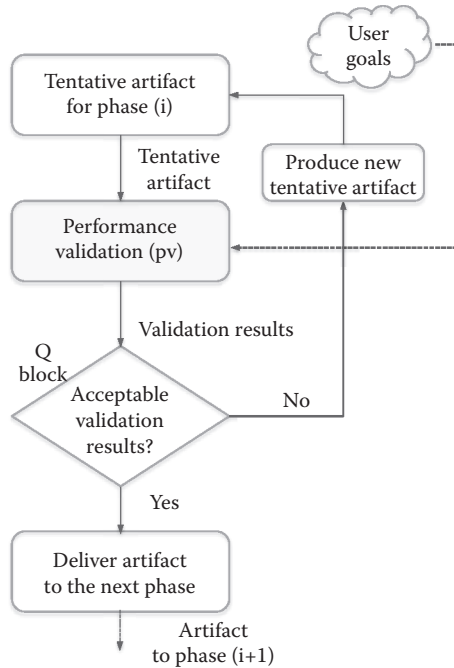 User
goals
Tentative artifact
for phase (i)
Tentative
artifact
Produce new
tentative artifact
Performance
validation (pv)
Validation results
Q
block
Acceptable
validation
results?
No
Yes
Deliver artifact
to the next phase
Artifact
to phase (i+1)